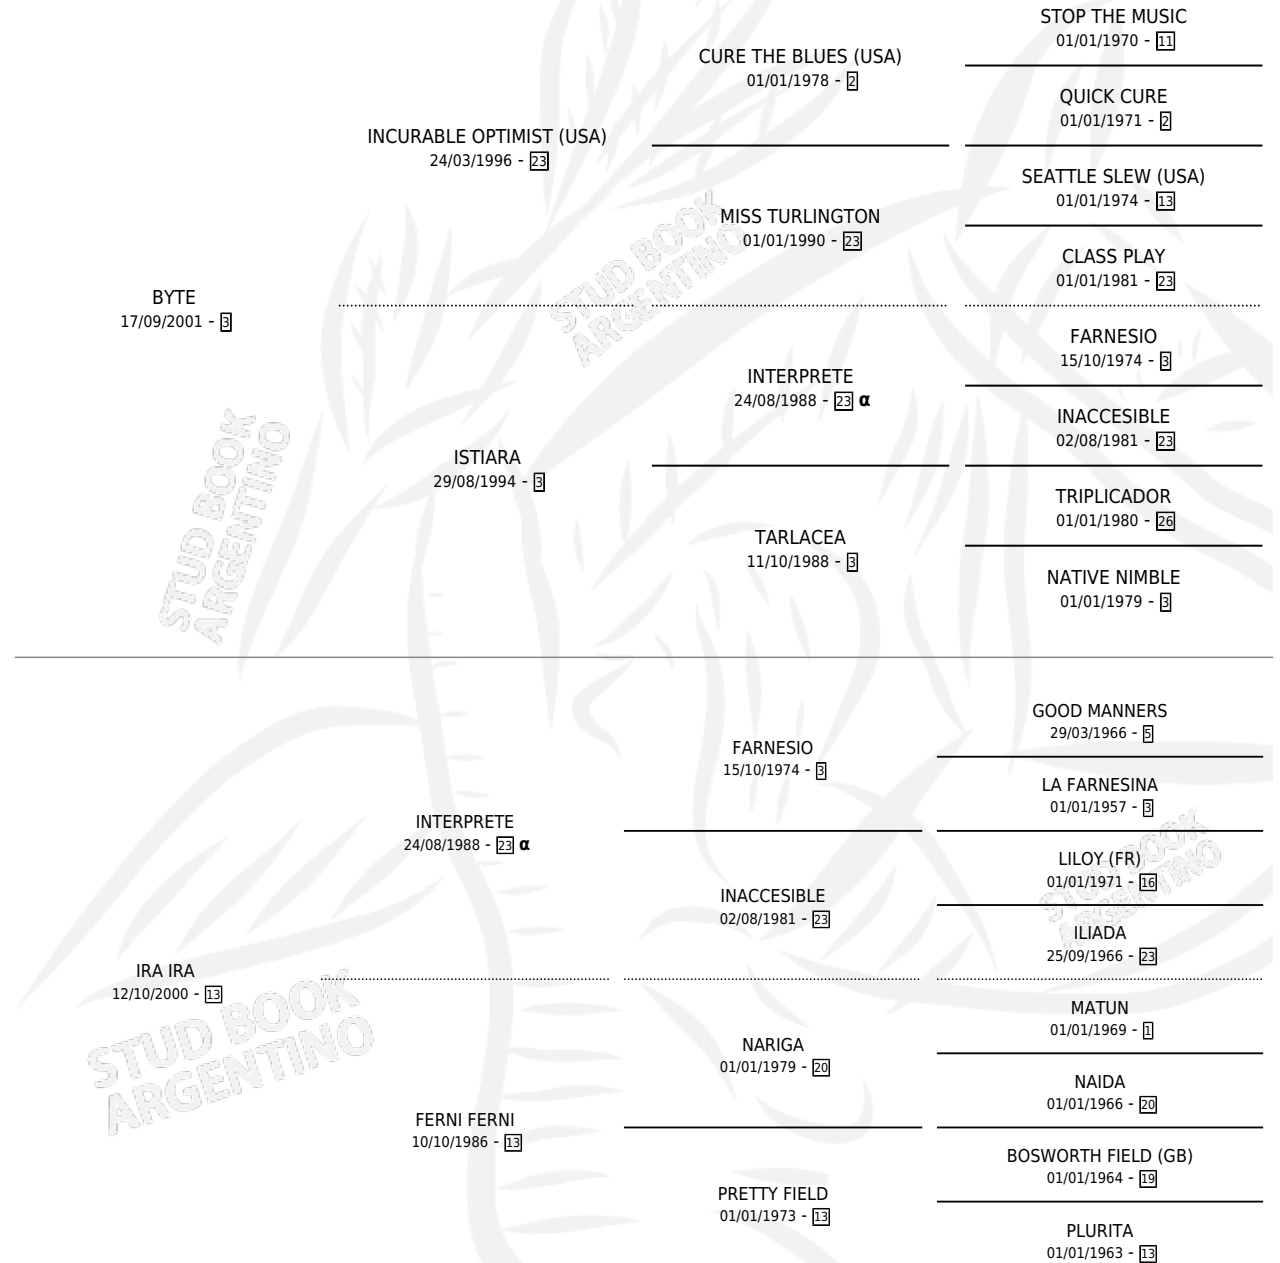 STOP THE MUSIC
01/01/1970 - 11
CURE THE BLUES (USA)
01/01/1978 - 2
QUICK CURE
01/01/1971 - 2
INCURABLE OPTIMIST (USA)
24/03/1996 - 23
SEATTLE SLEW (USA)
01/01/1974 - 13
MISS TURLINGTON
01/01/1990 - 23
CLASS PLAY
01/01/1981 - 23
STUD BOOK
ARGENTINO
BYTE
17/09/2001 - 3
FARNESIO
15/10/1974 - 3
INTERPRETE
24/08/1988 - 23 α
INACCESIBLE
02/08/1981 - 23
ISTIARA
29/08/1994 - 3
TRIPLICADOR
01/01/1980 - 26
TARLACEA
11/10/1988 - 3
NATIVE NIMBLE
01/01/1979 - 3
STUD BOOK
ARGENTINO
GOOD MANNERS
29/03/1966 - 5
FARNESIO
15/10/1974 - 3
LA FARNESINA
01/01/1957 - 3
INTERPRETE
24/08/1988 - 23 α
LILOY (FR)
01/01/1971 - 16
INACCESIBLE
02/08/1981 - 23
ILIADA
25/09/1966 - 23
STUD BOOK
ARGENTINO
IRA IRA
12/10/2000 - 13
MATUN
01/01/1969 - 1
NARIGA
01/01/1979 - 20
NAIDA
01/01/1966 - 20
FERNI FERNI
10/10/1986 - 13
BOSWORTH FIELD (GB)
01/01/1964 - 19
PRETTY FIELD
01/01/1973 - 13
PLURITA
01/01/1963 - 13
STUD BOOK
ARGENTINO